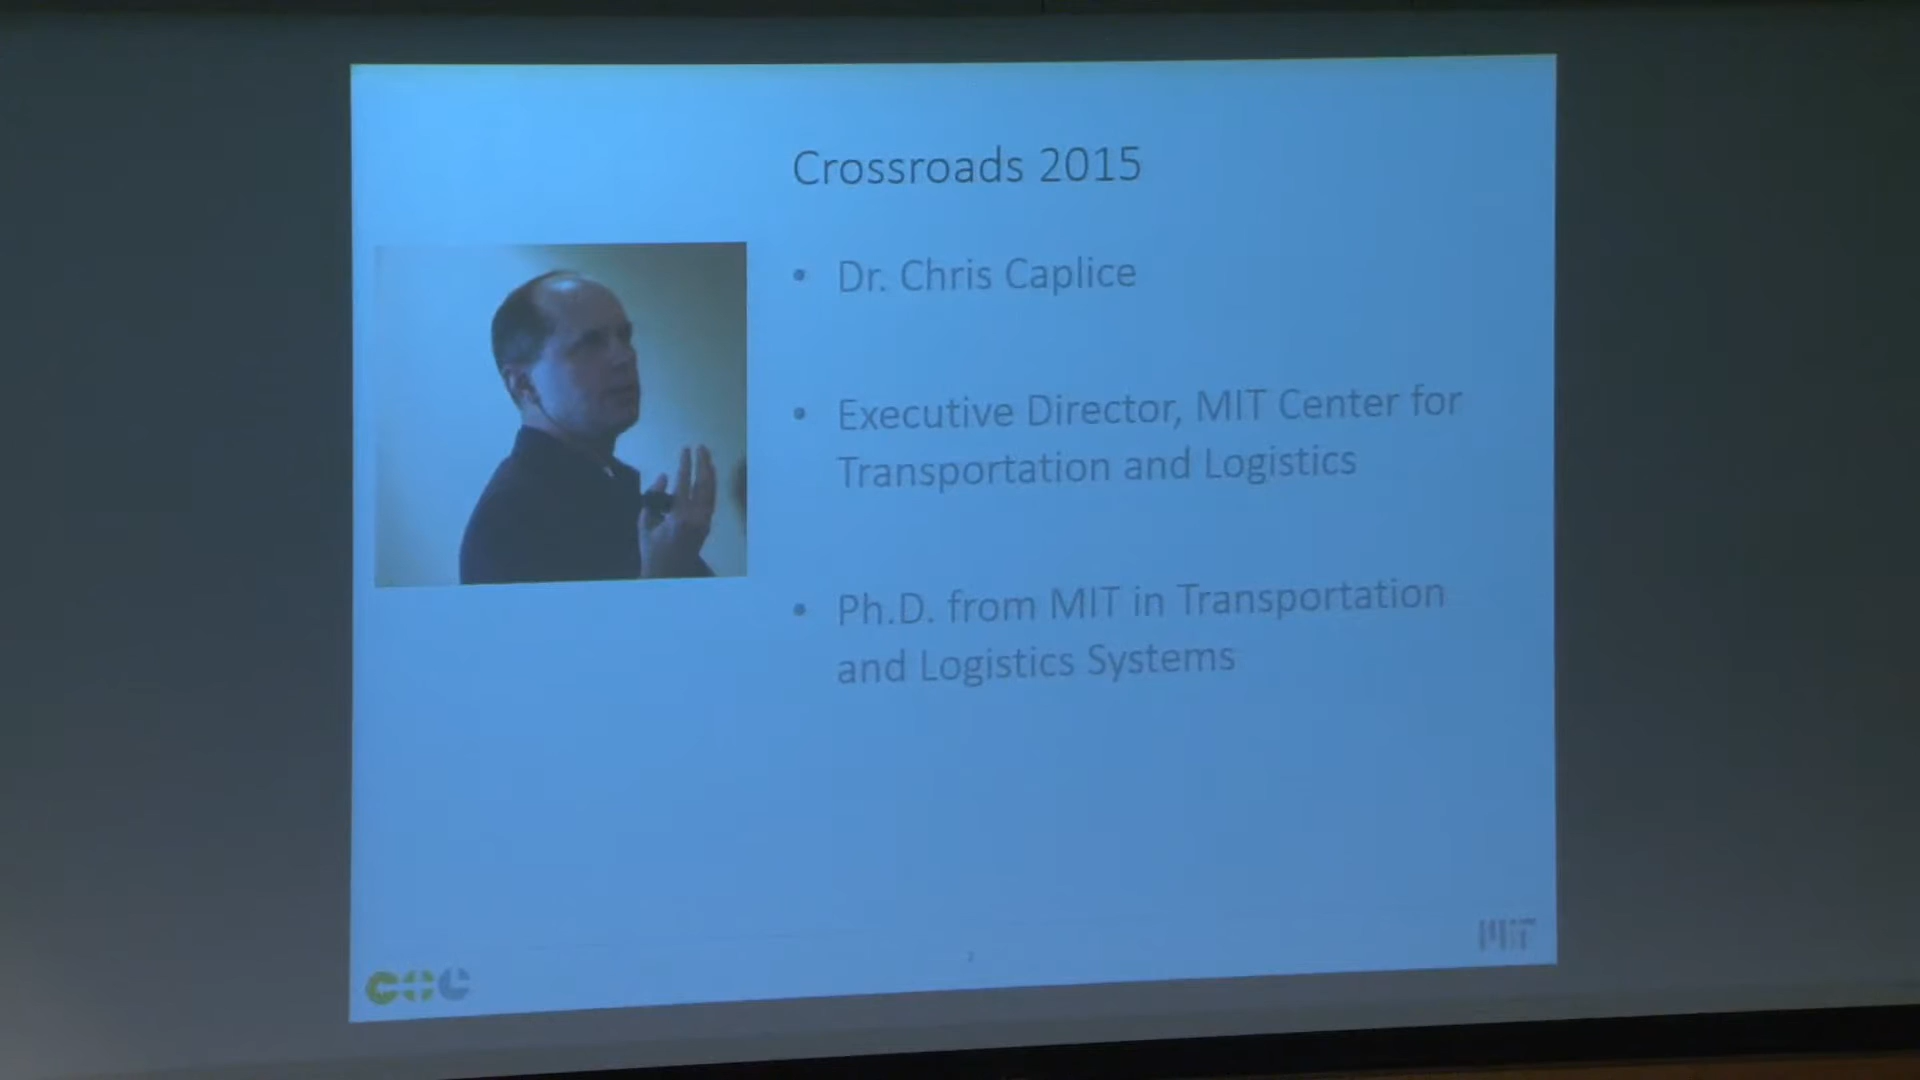 Crossroads 2015
• Dr. Chris Caplice
• Executive Director, MIT Center for
Transportation and Logistics
• Ph.D. from MIT in Transportation
and Logistics Systems
MIT